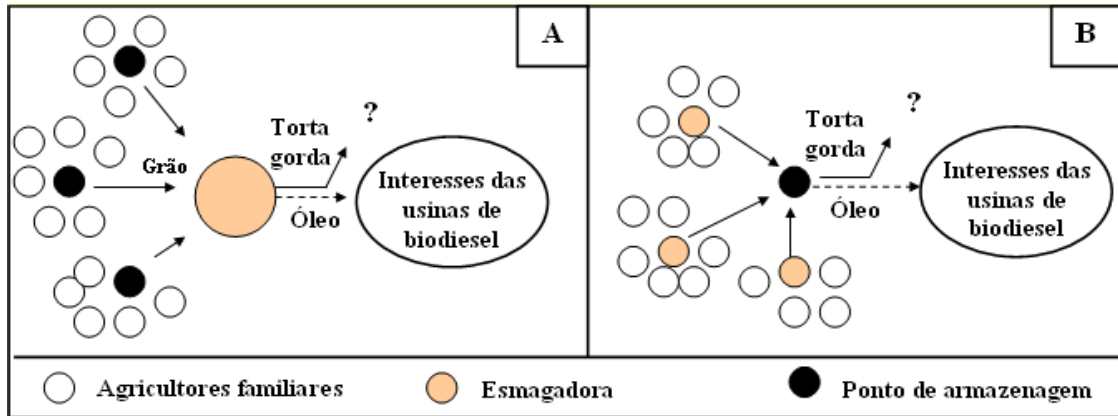 A
Grão
Torta
gorda
?
Óleo
Interesses das
usinas de
biodiesel
B
Torta
gorda
?
Óleo
Interesses das
usinas de
biodiesel
Agricultores familiares
Esmagadora
Ponto de armazenagem